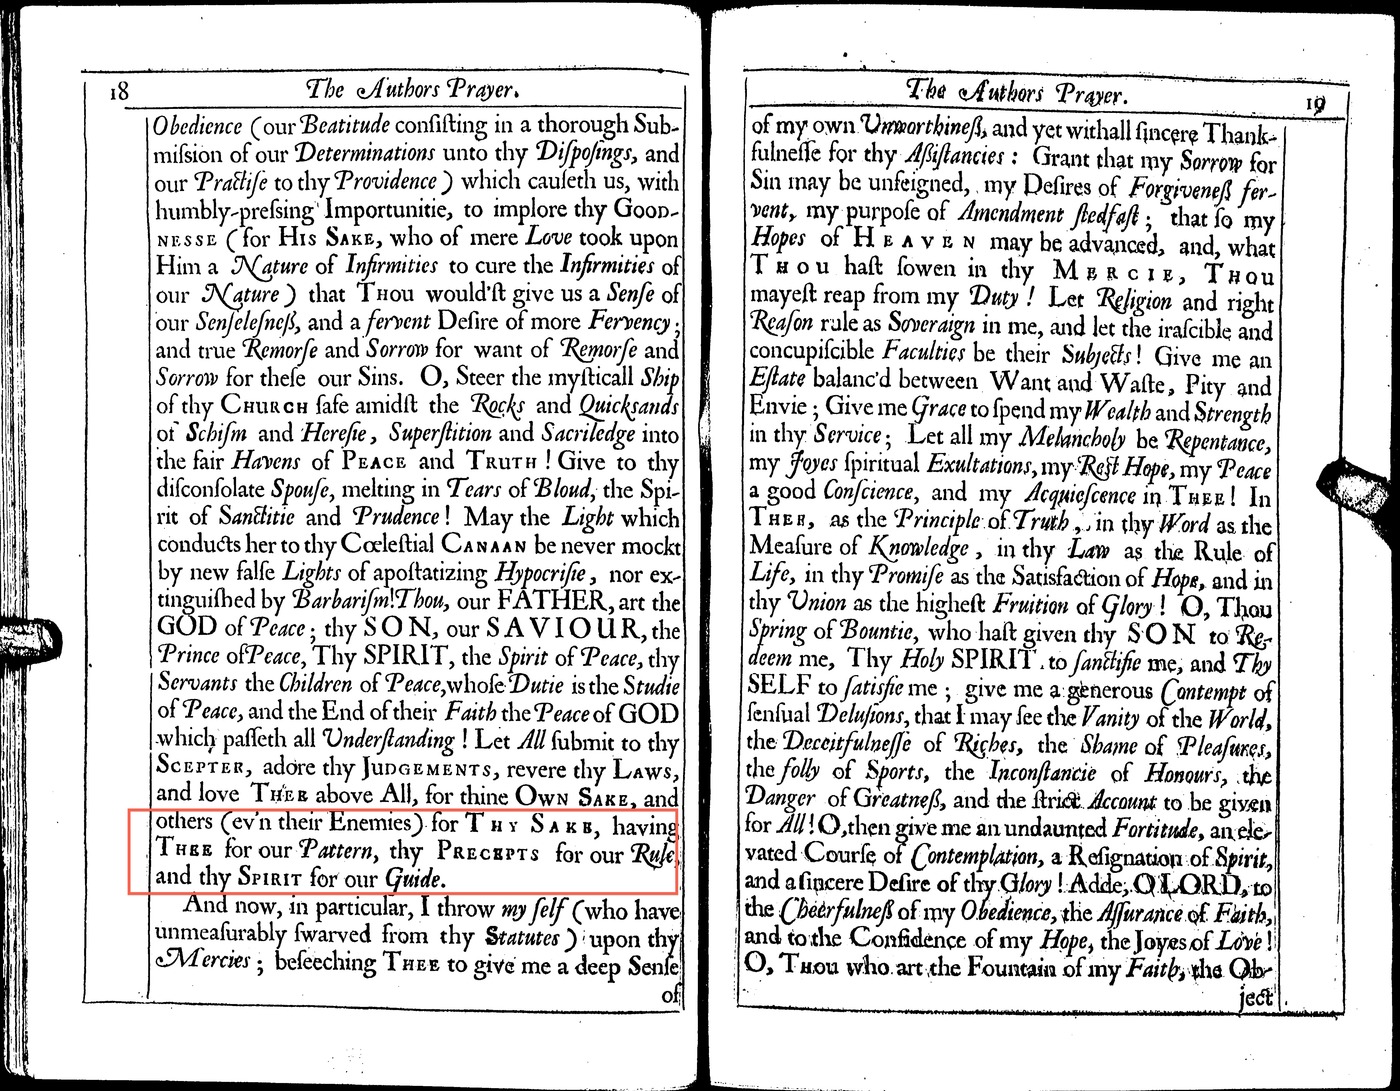 18
The Authors Prayer.
Obedience (our Beatitude conſiſting in a thorough Sub-
miſsion of our Determinations unto thy Diſpoſings, and
our Practiſe to thy Providence) which cauſeth us, with
humbly-preſsing Importunitie, to implore thy GOOD-
NESSE (for HIS SAKE, who of mere Love took upon
Him a Nature of Infirmities to cure the Infirmities of
our Nature) that THOU would'ſt give us a Senſe of
our Senſeleſneß, and a fervent Deſire of more Fervency;
and true Remorſe and Sorrow for want of Remorſe and
Sorrow for theſe our Sins. O, Steer the myſticall Ship
of thy CHURCH ſafe amidſt the Rocks and Quickſands
of Schiſm and Hereſie, Superſtition and Sacriledge into
the fair Havens of PEACE and TRUTH! Give to thy
diſconſolate Spouſe, melting in Tears of Bloud, the Spi-
rit of Sanctitie and Prudence! May the Light which
conducts her to thy Cœleſtial CANAAN be never mockt
by new falſe Lights of apoſtatizing Hypocriſie, nor ex-
tinguiſhed by Barbariſm! Thou, our FATHER, art the
GOD of Peace; thy SON, our SAVIOUR, the
Prince of Peace, Thy SPIRIT, the Spirit of Peace, thy
Servants the Children of Peace, whoſe Dutie is the Studie
of Peace, and the End of their Faith the Peace of GOD
which paſſeth all Underſtanding! Let All ſubmit to thy
SCEPTER, adore thy JUDGEMENTS, revere thy LAWS,
and love THEE above All, for thine OWN SAKE, and
others (ev'n their Enemies) for THY SAKE, having
THEE for our Pattern, thy PRECEPTS for our Rule,
and thy SPIRIT for our Guide.
And now, in particular, I throw my ſelf (who have
unmeaſurably ſwarved from thy Statutes) upon thy
Mercies; beſeeching THEE to give me a deep Senſe
of
The Authors Prayer.
19
of my own Unworthineß, and yet withall ſincere Thank-
fulneſſe for thy Aßiſtancies: Grant that my Sorrow for
Sin may be unfeigned, my Deſires of Forgiveneß fer-
vent, my purpoſe of Amendment ſtedfaſt; that ſo my
Hopes of HEAVEN may be advanced, and, what
THOU haſt ſowen in thy MERCIE, THOU
mayeſt reap from my Duty! Let Religion and right
Reaſon rule as Soveraign in me, and let the iraſcible and
concupiſcible Faculties be their Subjects! Give me an
Eſtate balanc'd between Want and Waſte, Pity and
Envie; Give me Grace to ſpend my Wealth and Strength
in thy Service; Let all my Melancholy be Repentance,
my Joyes ſpiritual Exultations, my Reſt Hope, my Peace
a good Conſcience, and my Acquieſcence in THEE! In
THEE, as the Principle of Truth, in thy Word as the
Meaſure of Knowledge, in thy Law as the Rule of
Life, in thy Promiſe as the Satisfaction of Hope, and in
thy Union as the higheſt Fruition of Glory! O, Thou
Spring of Bountie, who haſt given thy SON to Re-
deem me, Thy Holy SPIRIT to ſanctifie me, and Thy
SELF to ſatisfie me; give me a generous Contempt of
ſenſual Deluſions, that I may ſee the Vanity of the World,
the Deceitfulneſſe of Riches, the Shame of Pleaſures,
the folly of Sports, the Inconſtancie of Honours, the
Danger of Greatneß, and the ſtrict Account to be given
for All! O, then give me an undaunted Fortitude, an ele-
vated Courſe of Contemplation, a Reſignation of Spirit,
and a ſincere Deſire of thy Glory! Adde, O LORD, to
the Cheerfulneß of my Obedience, the Aſſurance of Faith,
and to the Confidence of my Hope, the Joyes of Love!
O, THOU who art the Fountain of my Faith, the Ob-
ject